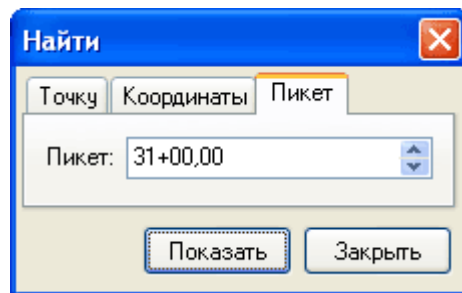 Найти
Точку Координаты Пикет
Пикет: 31+00,00
Показать Закрыть